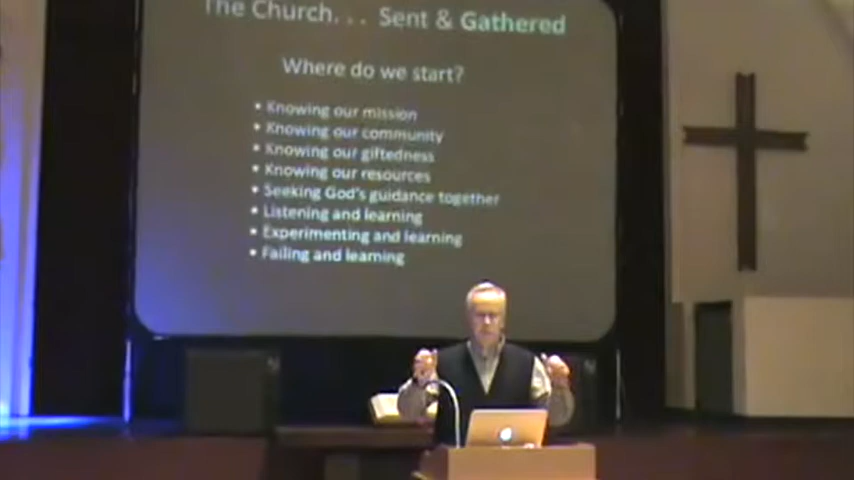 The Church. . . Sent & Gathered
Where do we start?
• Knowing our mission
• Knowing our community
• Knowing our giftedness
• Knowing our resources
• Seeking God's guidance together
• Listening and learning
• Experimenting and learning
• Failing and learning